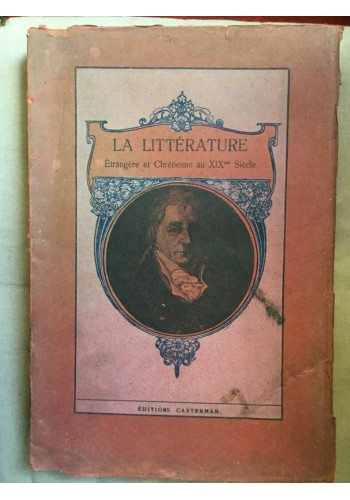 LA LITTÉRATURE
Étrangère et Chrétienne au XIXme Siècle
ÉDITIONS CASTERMAN